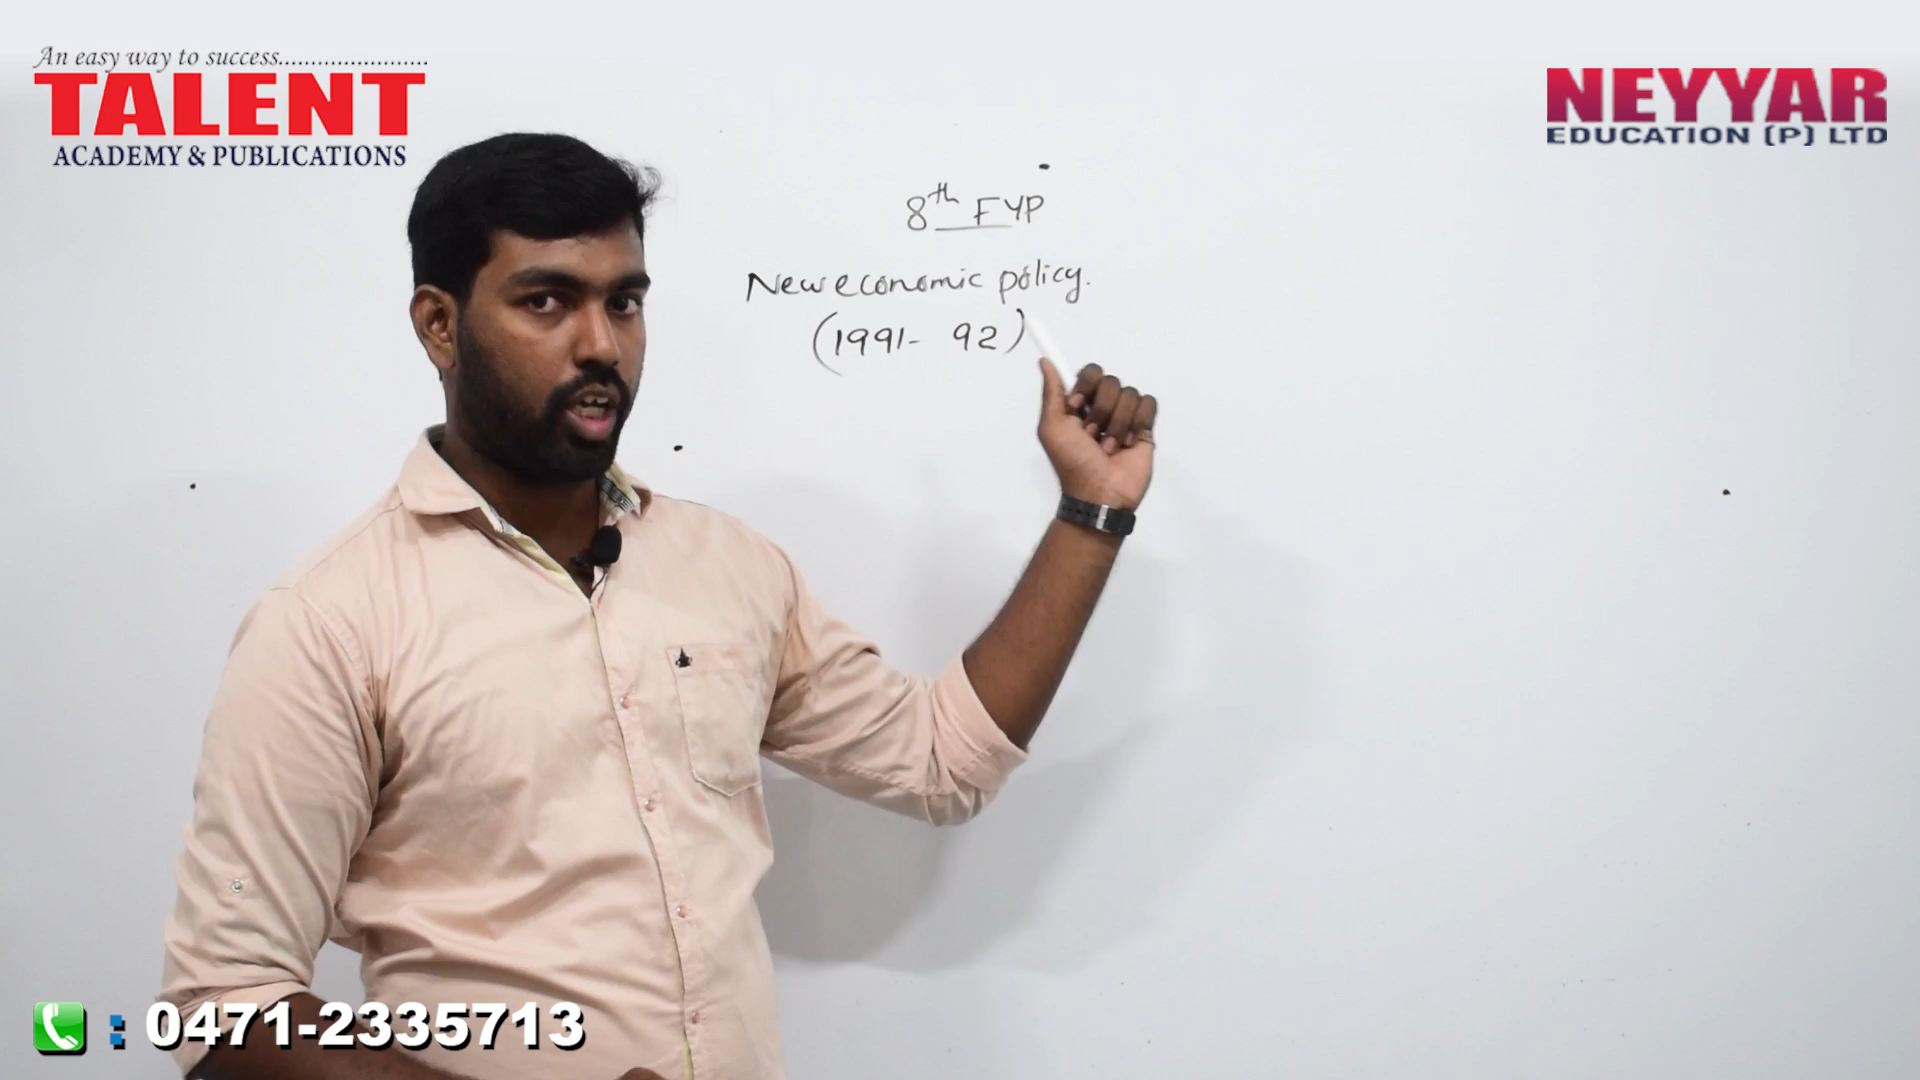 An easy way to success.......................
TALENT
ACADEMY & PUBLICATIONS
NEYYAR
EDUCATION (P) LTD
8th FYP
New economic policy.
(1991- 92)
: 0471-2335713